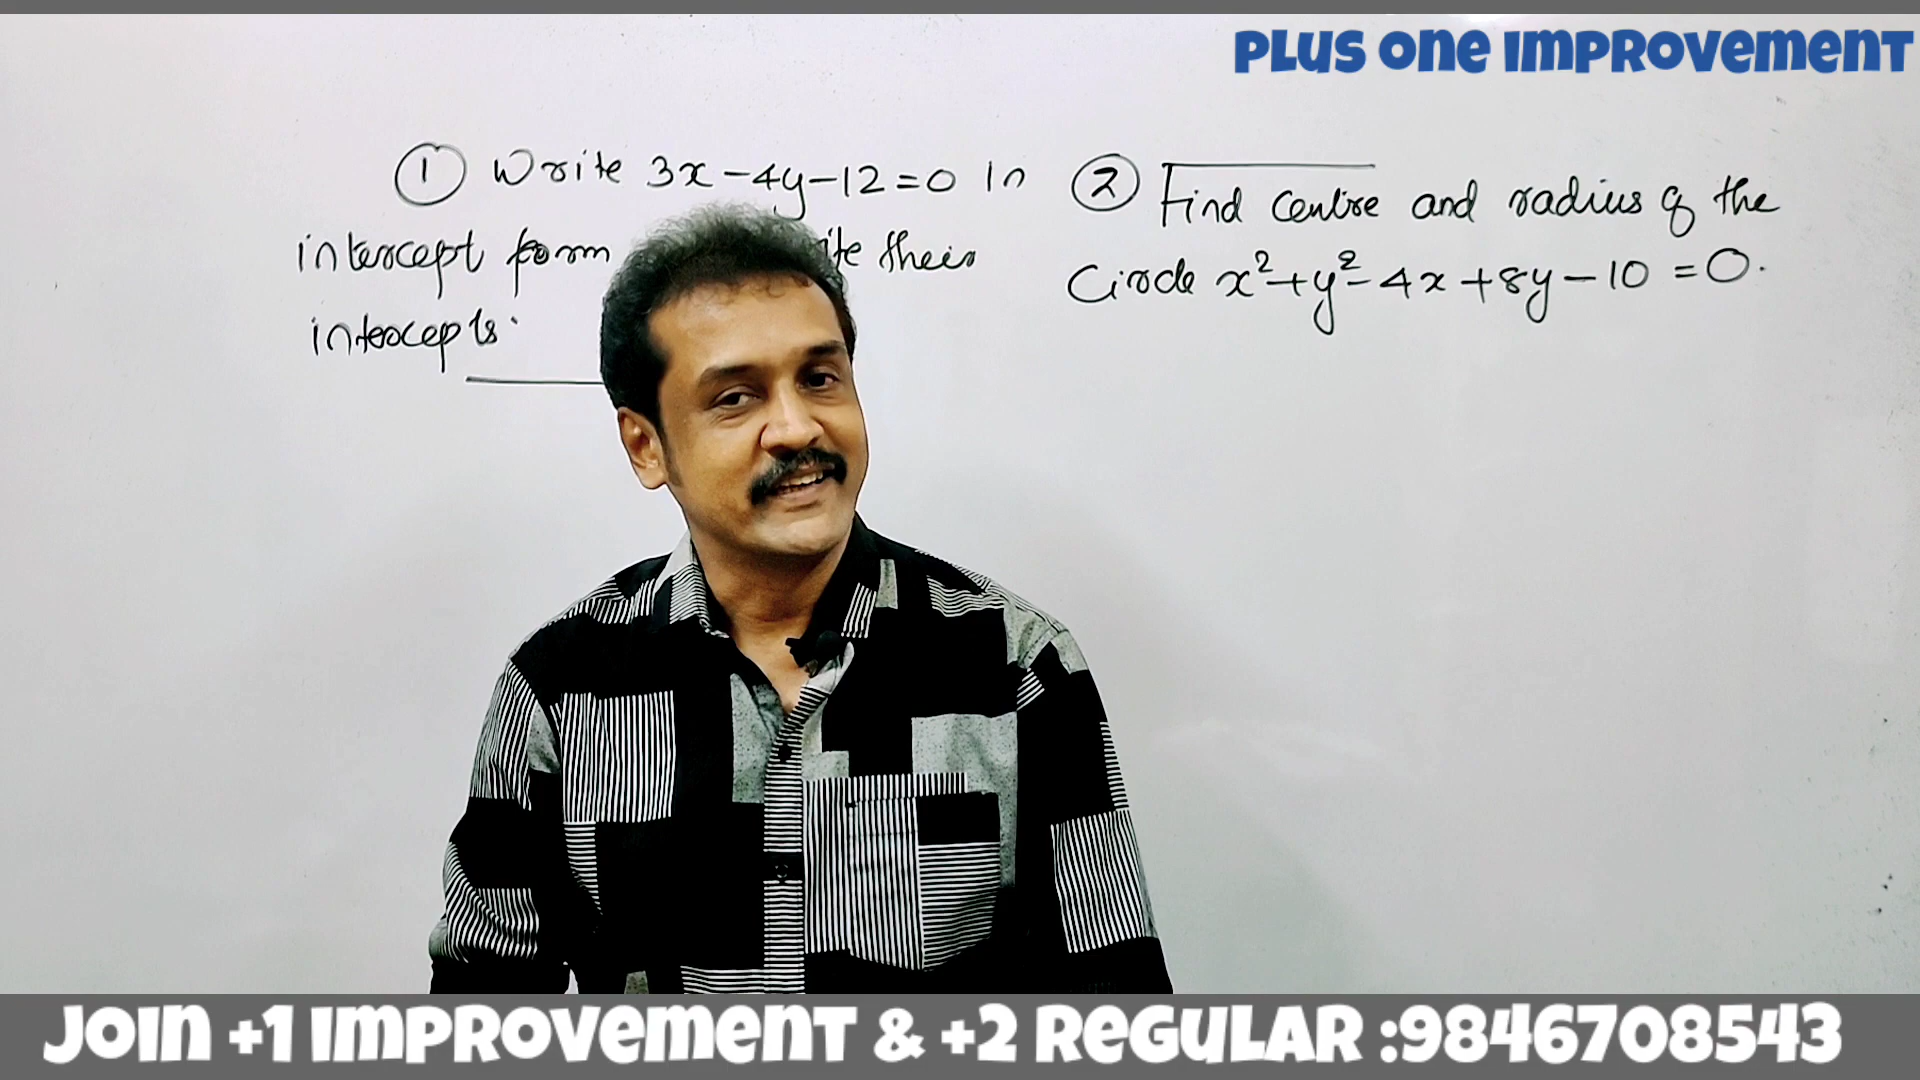 PLUS ONE IMPROVEMENT
① Write 3x-4y-12=0 in
intercept form their
intercepts.
② Find centre and radius of the
Circle x²+y²-4x+8y-10=0.
JOIN +1 IMPROVEMENT & +2 REGULAR :9846708543